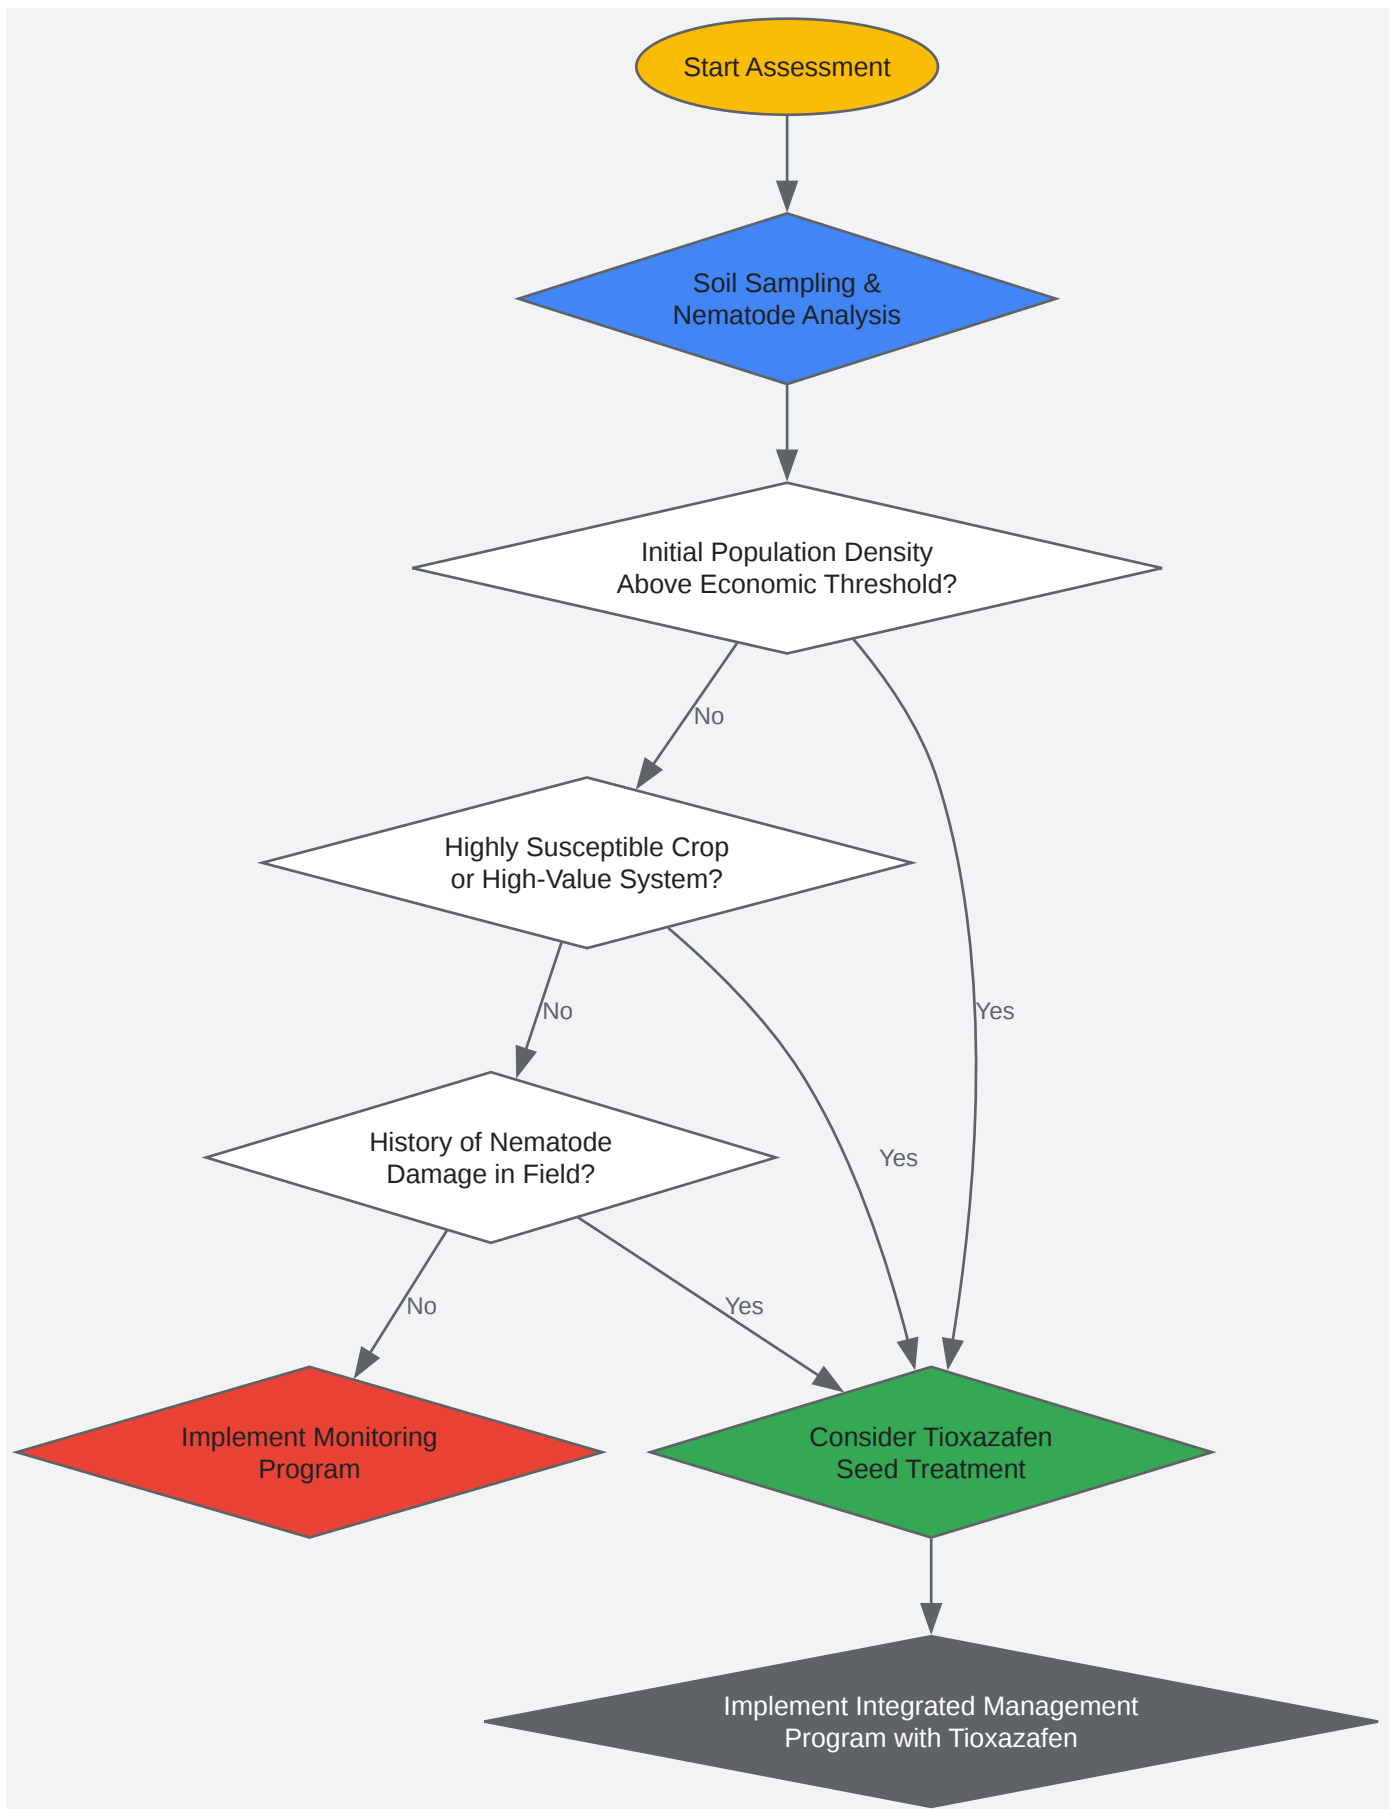 Start Assessment
Soil Sampling &
Nematode Analysis
Initial Population Density
Above Economic Threshold?
No
Highly Susceptible Crop
or High-Value System?
No
Yes
History of Nematode
Damage in Field?
Yes
No
Yes
Implement Monitoring
Program
Consider Tioxazafen
Seed Treatment
Implement Integrated Management
Program with Tioxazafen